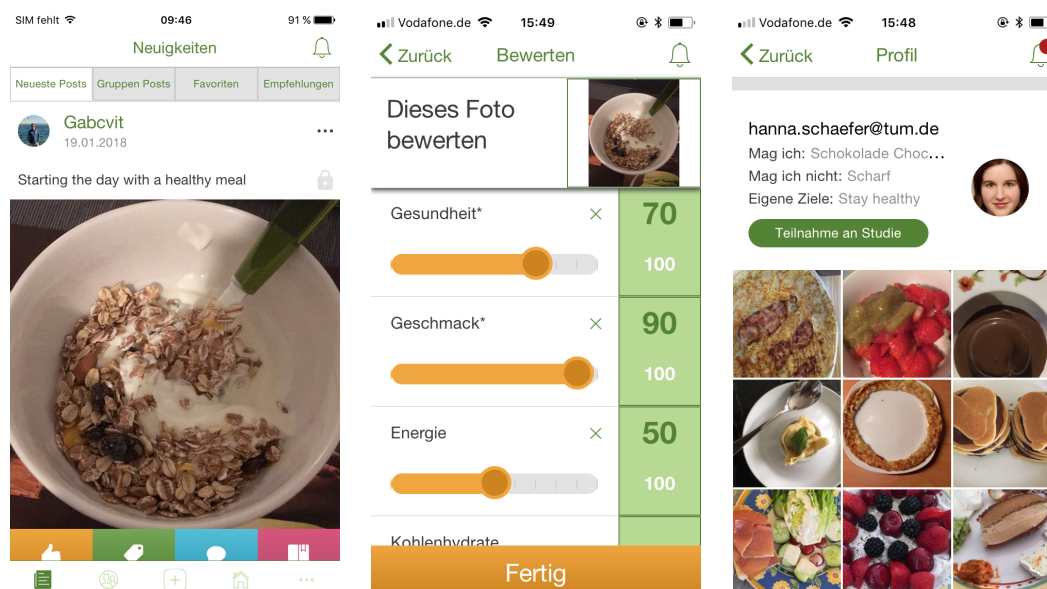 SIM fehlt 09:46 91 %
Neuigkeiten
Neueste Posts Gruppen Posts Favoriten Empfehlungen
Gabcvit
19.01.2018
Starting the day with a healthy meal
Vodafone.de 15:49
Zurück Bewerten
Dieses Foto
bewerten
Gesundheit* 70
100
Geschmack* 90
100
Energie 50
100
Kohlenhydrate
Fertig
Vodafone.de 15:48
Zurück Profil
hanna.schaefer@tum.de
Mag ich: Schokolade Choc...
Mag ich nicht: Scharf
Eigene Ziele: Stay healthy
Teilnahme an Studie